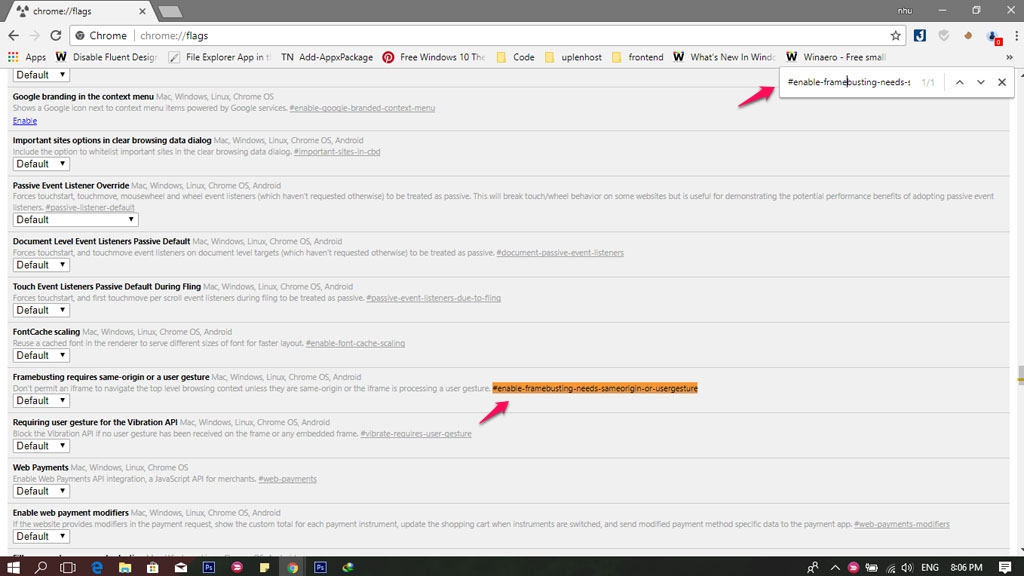 chrome://flags
nhu
Chrome | chrome://flags
Apps
Disable Fluent Design
File Explorer App in t
TN Add-AppxPackage
Free Windows 10 The
Code
uplenhost
frontend
What's New in Windo
Winaero - Free small
»
#enable-framebusting-needs-s 1/1
Default
Google branding in the context menu Mac, Windows, Linux, Chrome OS
Shows a Google icon next to context menu items powered by Google services. #enable-google-branded-context-menu
Enable
Important sites options in clear browsing data dialog Mac, Windows, Linux, Chrome OS, Android
Include the option to whitelist important sites in the clear browsing data dialog. #important-sites-in-cbd
Default
Passive Event Listener Override Mac, Windows, Linux, Chrome OS, Android
Forces touchstart, touchmove, mousewheel and wheel event listeners (which haven't requested otherwise) to be treated as passive. This will break touch/wheel behavior on some websites but is useful for demonstrating the potential performance benefits of adopting passive event
listeners. #passive-listener-default
Default
Document Level Event Listeners Passive Default Mac, Windows, Linux, Chrome OS, Android
Forces touchstart, and touchmove event listeners on document level targets (which haven't requested otherwise) to be treated as passive. #document-passive-event-listeners
Default
Touch Event Listeners Passive Default During Fling Mac, Windows, Linux, Chrome OS, Android
Forces touchstart, and first touchmove per scroll event listeners during fling to be treated as passive. #passive-event-listeners-due-to-fling
Default
FontCache scaling Mac, Windows, Linux, Chrome OS, Android
Reuse a cached font in the renderer to serve different sizes of font for faster layout. #enable-font-cache-scaling
Default
Framebusting requires same-origin or a user gesture Mac, Windows, Linux, Chrome OS, Android
Don't permit an iframe to navigate the top level browsing context unless they are same-origin or the iframe is processing a user gesture. #enable-framebusting-needs-sameorigin-or-usergesture
Default
Requiring user gesture for the Vibration API Mac, Windows, Linux, Chrome OS, Android
Block the Vibration API if no user gesture has been received on the frame or any embedded frame. #vibrate-requires-user-gesture
Default
Web Payments Mac, Windows, Linux, Chrome OS
Enable Web Payments API integration, a JavaScript API for merchants. #web-payments
Default
Enable web payment modifiers Mac, Windows, Linux, Chrome OS, Android
If the website provides modifiers in the payment request, show the custom total for each payment instrument, update the shopping cart when instruments are switched, and send modified payment method specific data to the payment app. #web-payments-modifiers
Default
ENG 8:06 PM